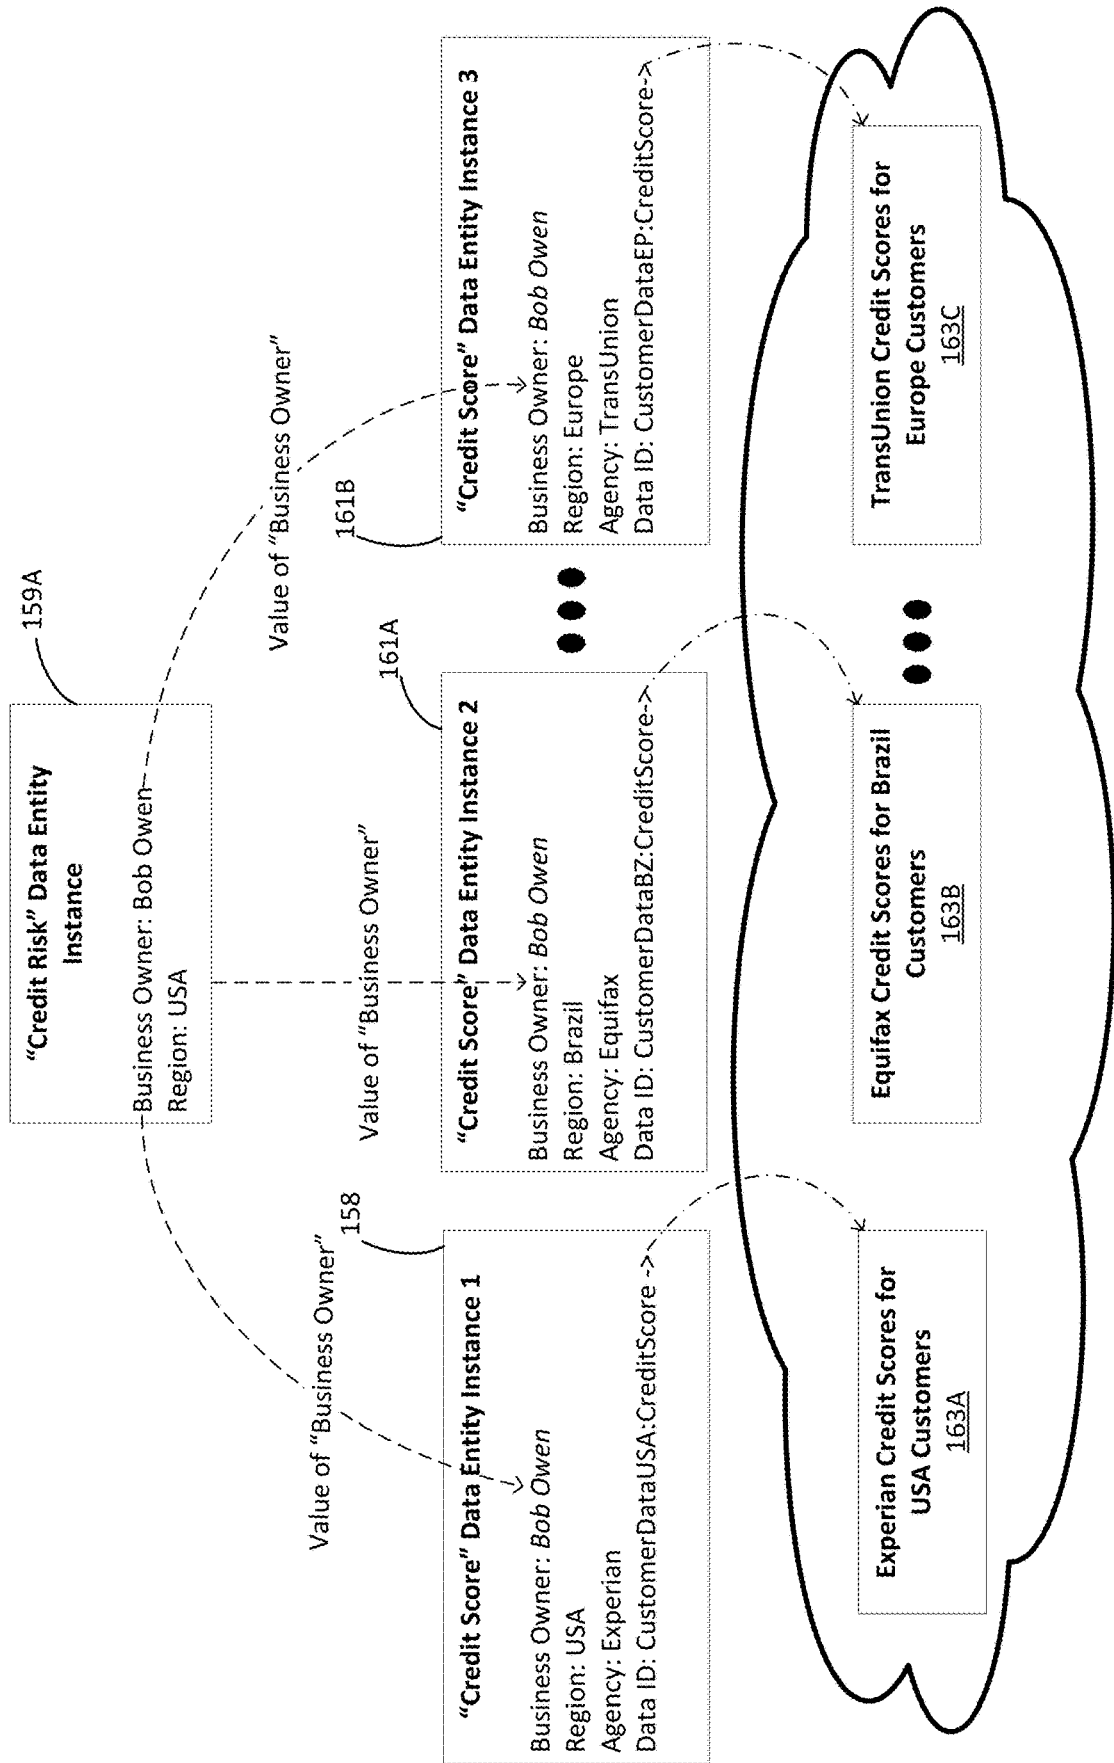 “Credit Risk” Data Entity
Instance
Business Owner: Bob Owen
Region: USA
159A
Value of “Business Owner”
Value of “Business Owner”
Value of “Business Owner”
158
“Credit Score” Data Entity Instance 1
Business Owner: Bob Owen
Region: USA
Agency: Experian
Data ID: CustomerDataUSA:CreditScore ->
161A
“Credit Score” Data Entity Instance 2
Business Owner: Bob Owen
Region: Brazil
Agency: Equifax
Data ID: CustomerDataBZ:CreditScore->
161B
“Credit Score” Data Entity Instance 3
Business Owner: Bob Owen
Region: Europe
Agency: TransUnion
Data ID: CustomerDataEP:CreditScore->
Experian Credit Scores for
USA Customers
163A
Equifax Credit Scores for Brazil
Customers
163B
TransUnion Credit Scores for
Europe Customers
163C